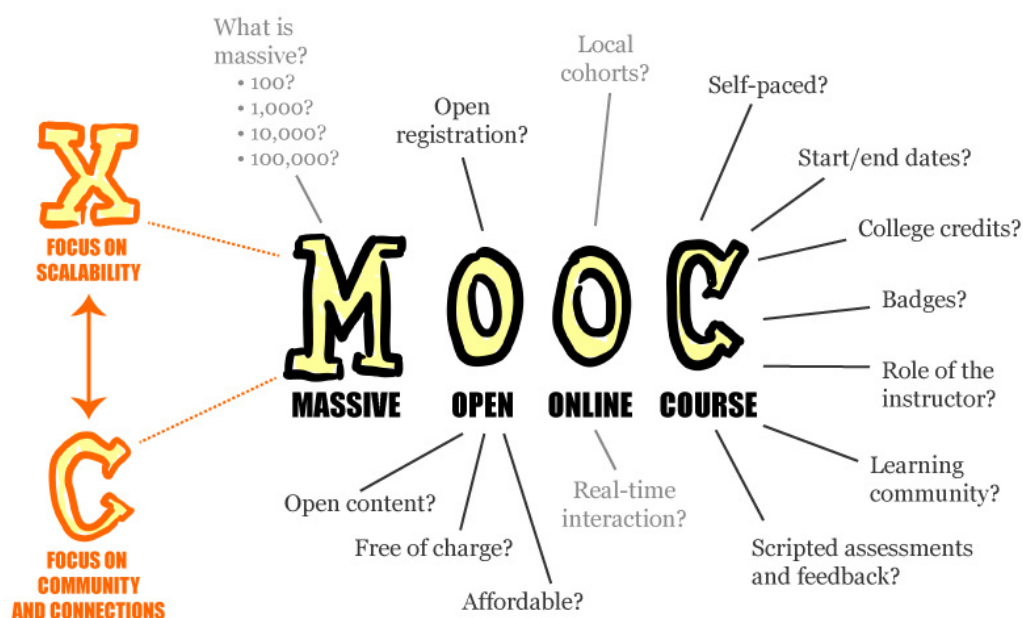 What is
massive?
• 100?
• 1,000?
• 10,000?
• 100,000?
Open
registration?
Local
cohorts?
Self-paced?
Start/end dates?
College credits?
Badges?
Role of the
instructor?
Learning
community?
Scripted assessments
and feedback?
X
FOCUS ON
SCALABILITY
C
FOCUS ON
COMMUNITY
AND CONNECTIONS
MOOC
MASSIVE OPEN ONLINE COURSE
Open content?
Free of charge?
Affordable?
Real-time
interaction?